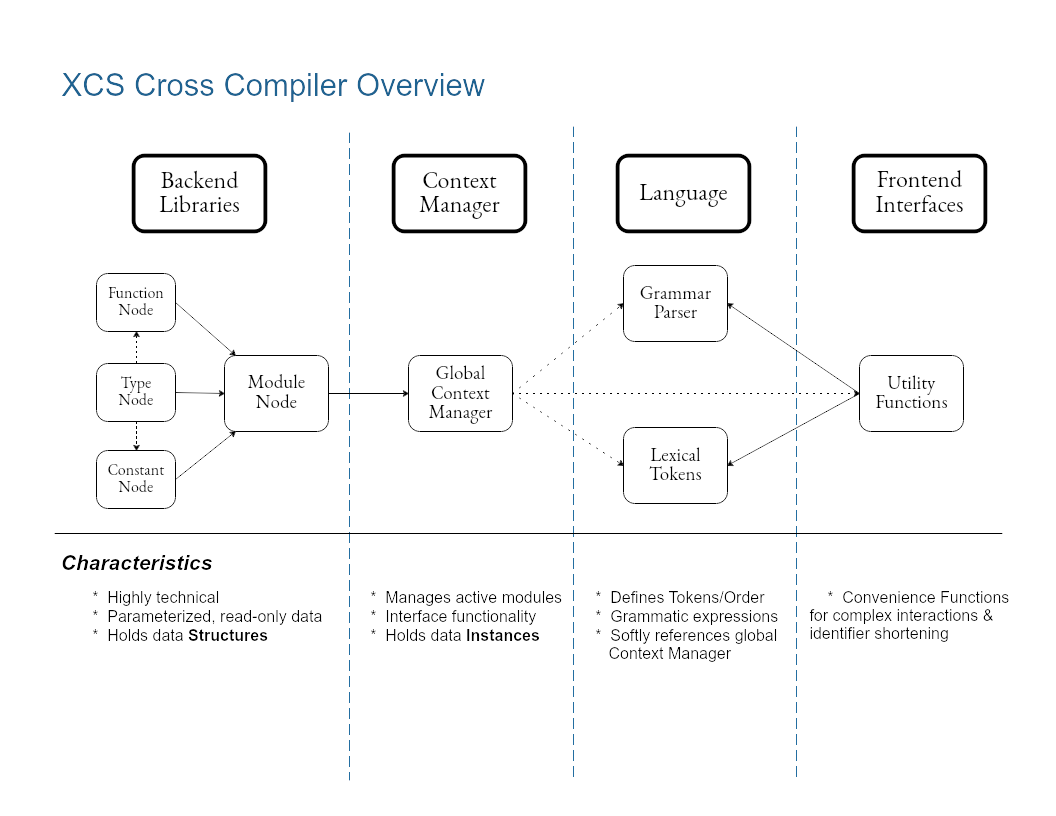 XCS Cross Compiler Overview
Backend
Libraries
Context
Manager
Language
Frontend
Interfaces
Function
Node
Type
Node
Constant
Node
Module
Node
Global
Context
Manager
Grammar
Parser
Lexical
Tokens
Utility
Functions
Characteristics
* Highly technical
* Parameterized, read-only data
* Holds data Structures
* Manages active modules
* Interface functionality
* Holds data Instances
* Defines Tokens/Order
* Grammatic expressions
* Softly references global
Context Manager
* Convenience Functions
for complex interactions &
identifier shortening